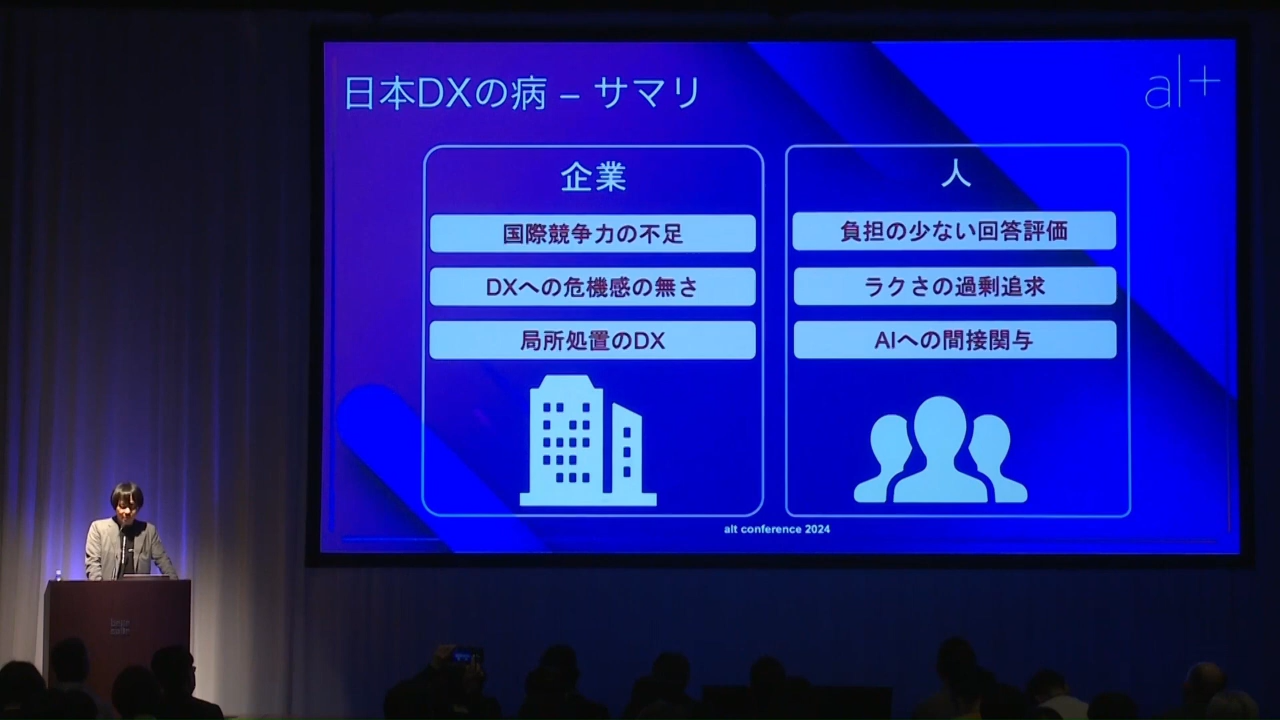 日本DXの病 – サマリ
al+
企業
国際競争力の不足
DXへの危機感の無さ
局所処置のDX
人
負担の少ない回答評価
ラクさの過剰追求
AIへの間接関与
alt conference 2024